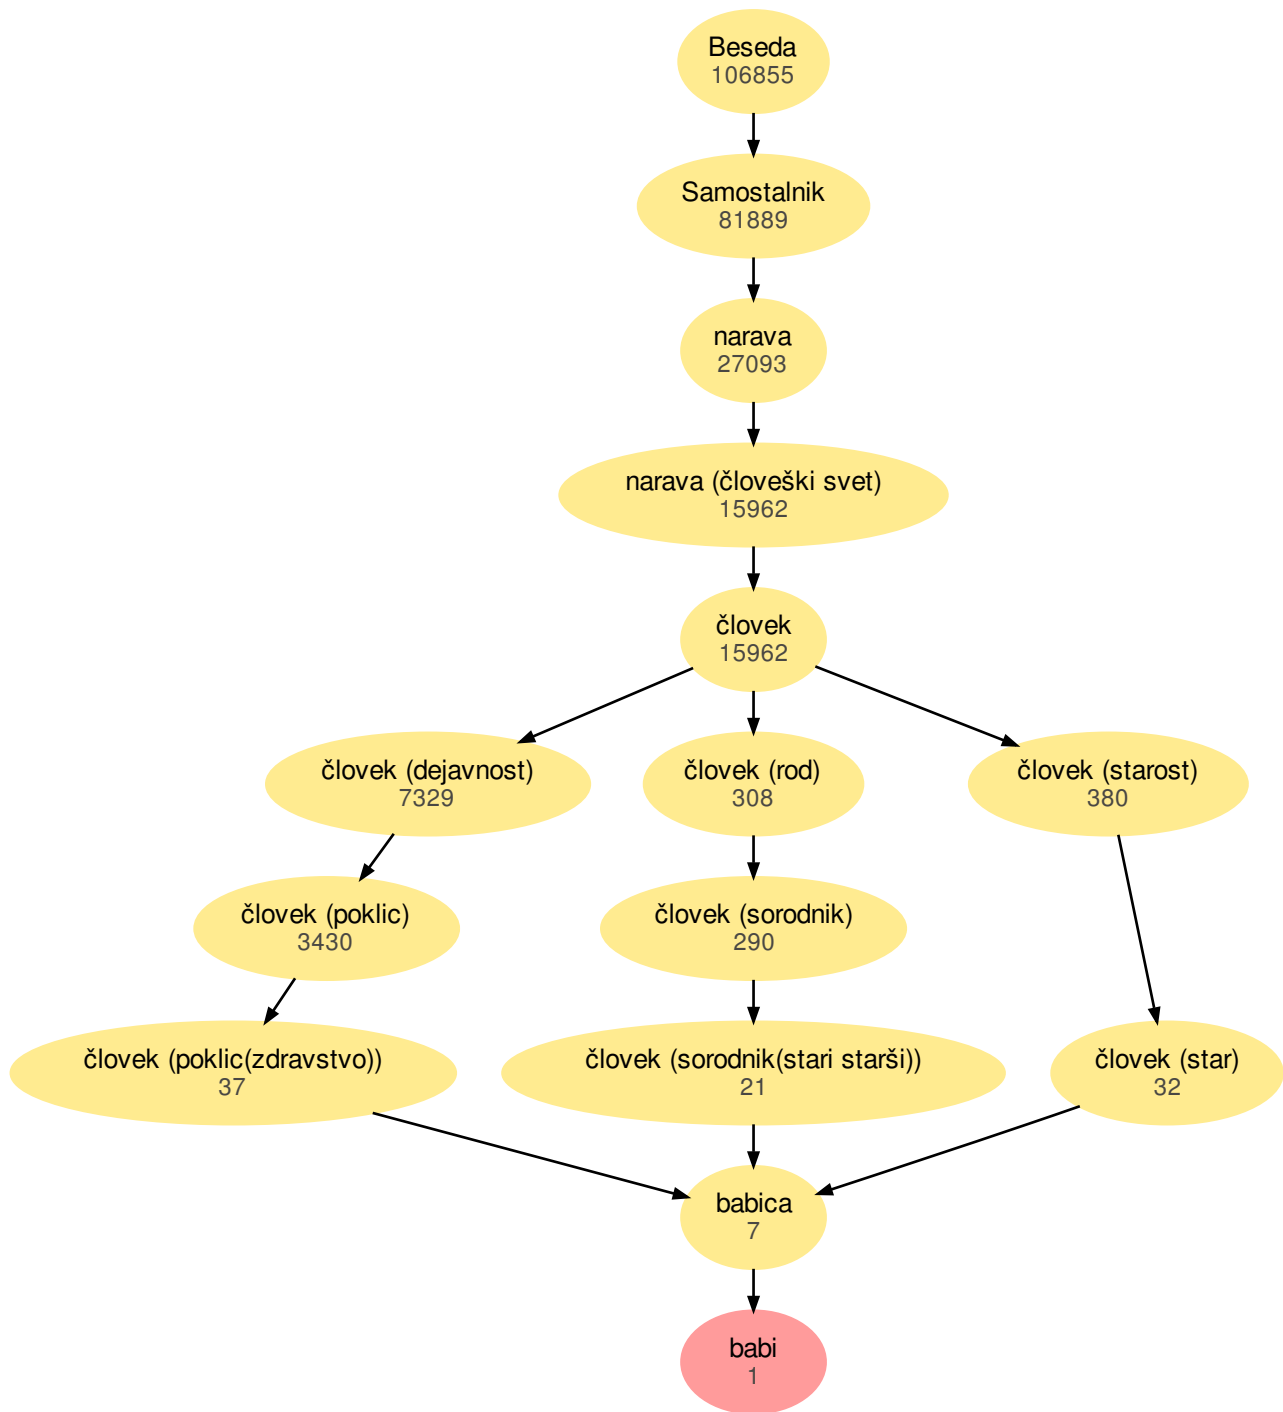 Beseda
106855
Samostalnik
81889
narava
27093
narava (človeški svet)
15962
človek
15962
človek (dejavnost)
7329
človek (rod)
308
človek (starost)
380
človek (poklic)
3430
človek (sorodnik)
290
človek (poklic(zdravstvo))
37
človek (sorodnik(stari starši))
21
človek (star)
32
babica
7
babi
1